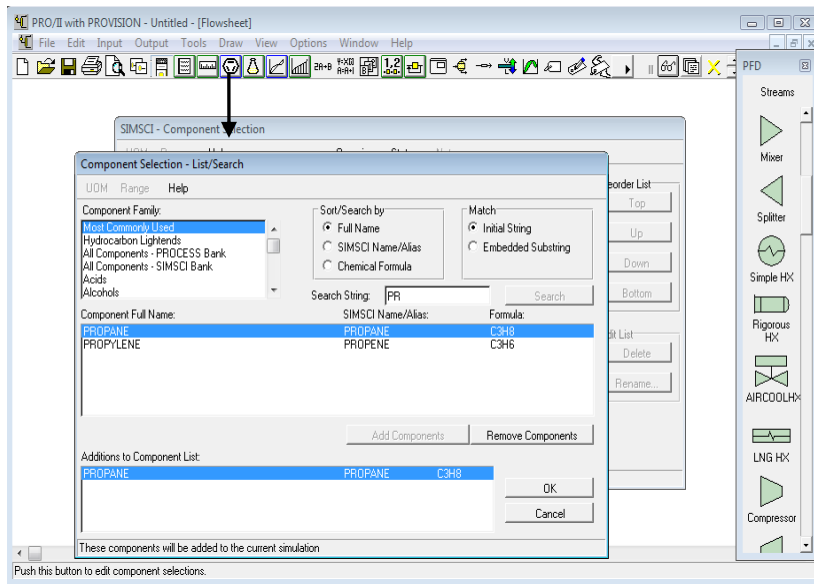 PRO/II with PROVISION - Untitled - [Flowsheet]
File Edit Input Output Tools Draw View Options Window Help
PFD
Streams
Mixer
Splitter
Simple HX
Rigorous
HX
AIRCOOLHX
LNG HX
Compressor
SIMSCI - Component Selection
eorder List
Top
Up
Down
Bottom
dit List
Delete
Rename...
Component Selection - List/Search
UOM Range Help
Component Family:
Most Commonly Used
Hydrocarbon Lightends
All Components - PROCESS Bank
All Components - SIMSCI Bank
Acids
Alcohols
Sort/Search by
Full Name
SIMSCI Name/Alias
Chemical Formula
Match
Initial String
Embedded Substring
Search String: PR Search
Component Full Name: SIMSCI Name/Alias: Formula:
PROPANE PROPANE C3H8
PROPYLENE PROPENE C3H6
Add Components Remove Components
Additions to Component List:
PROPANE PROPANE C3H8
OK
Cancel
These components will be added to the current simulation
Push this button to edit component selections.